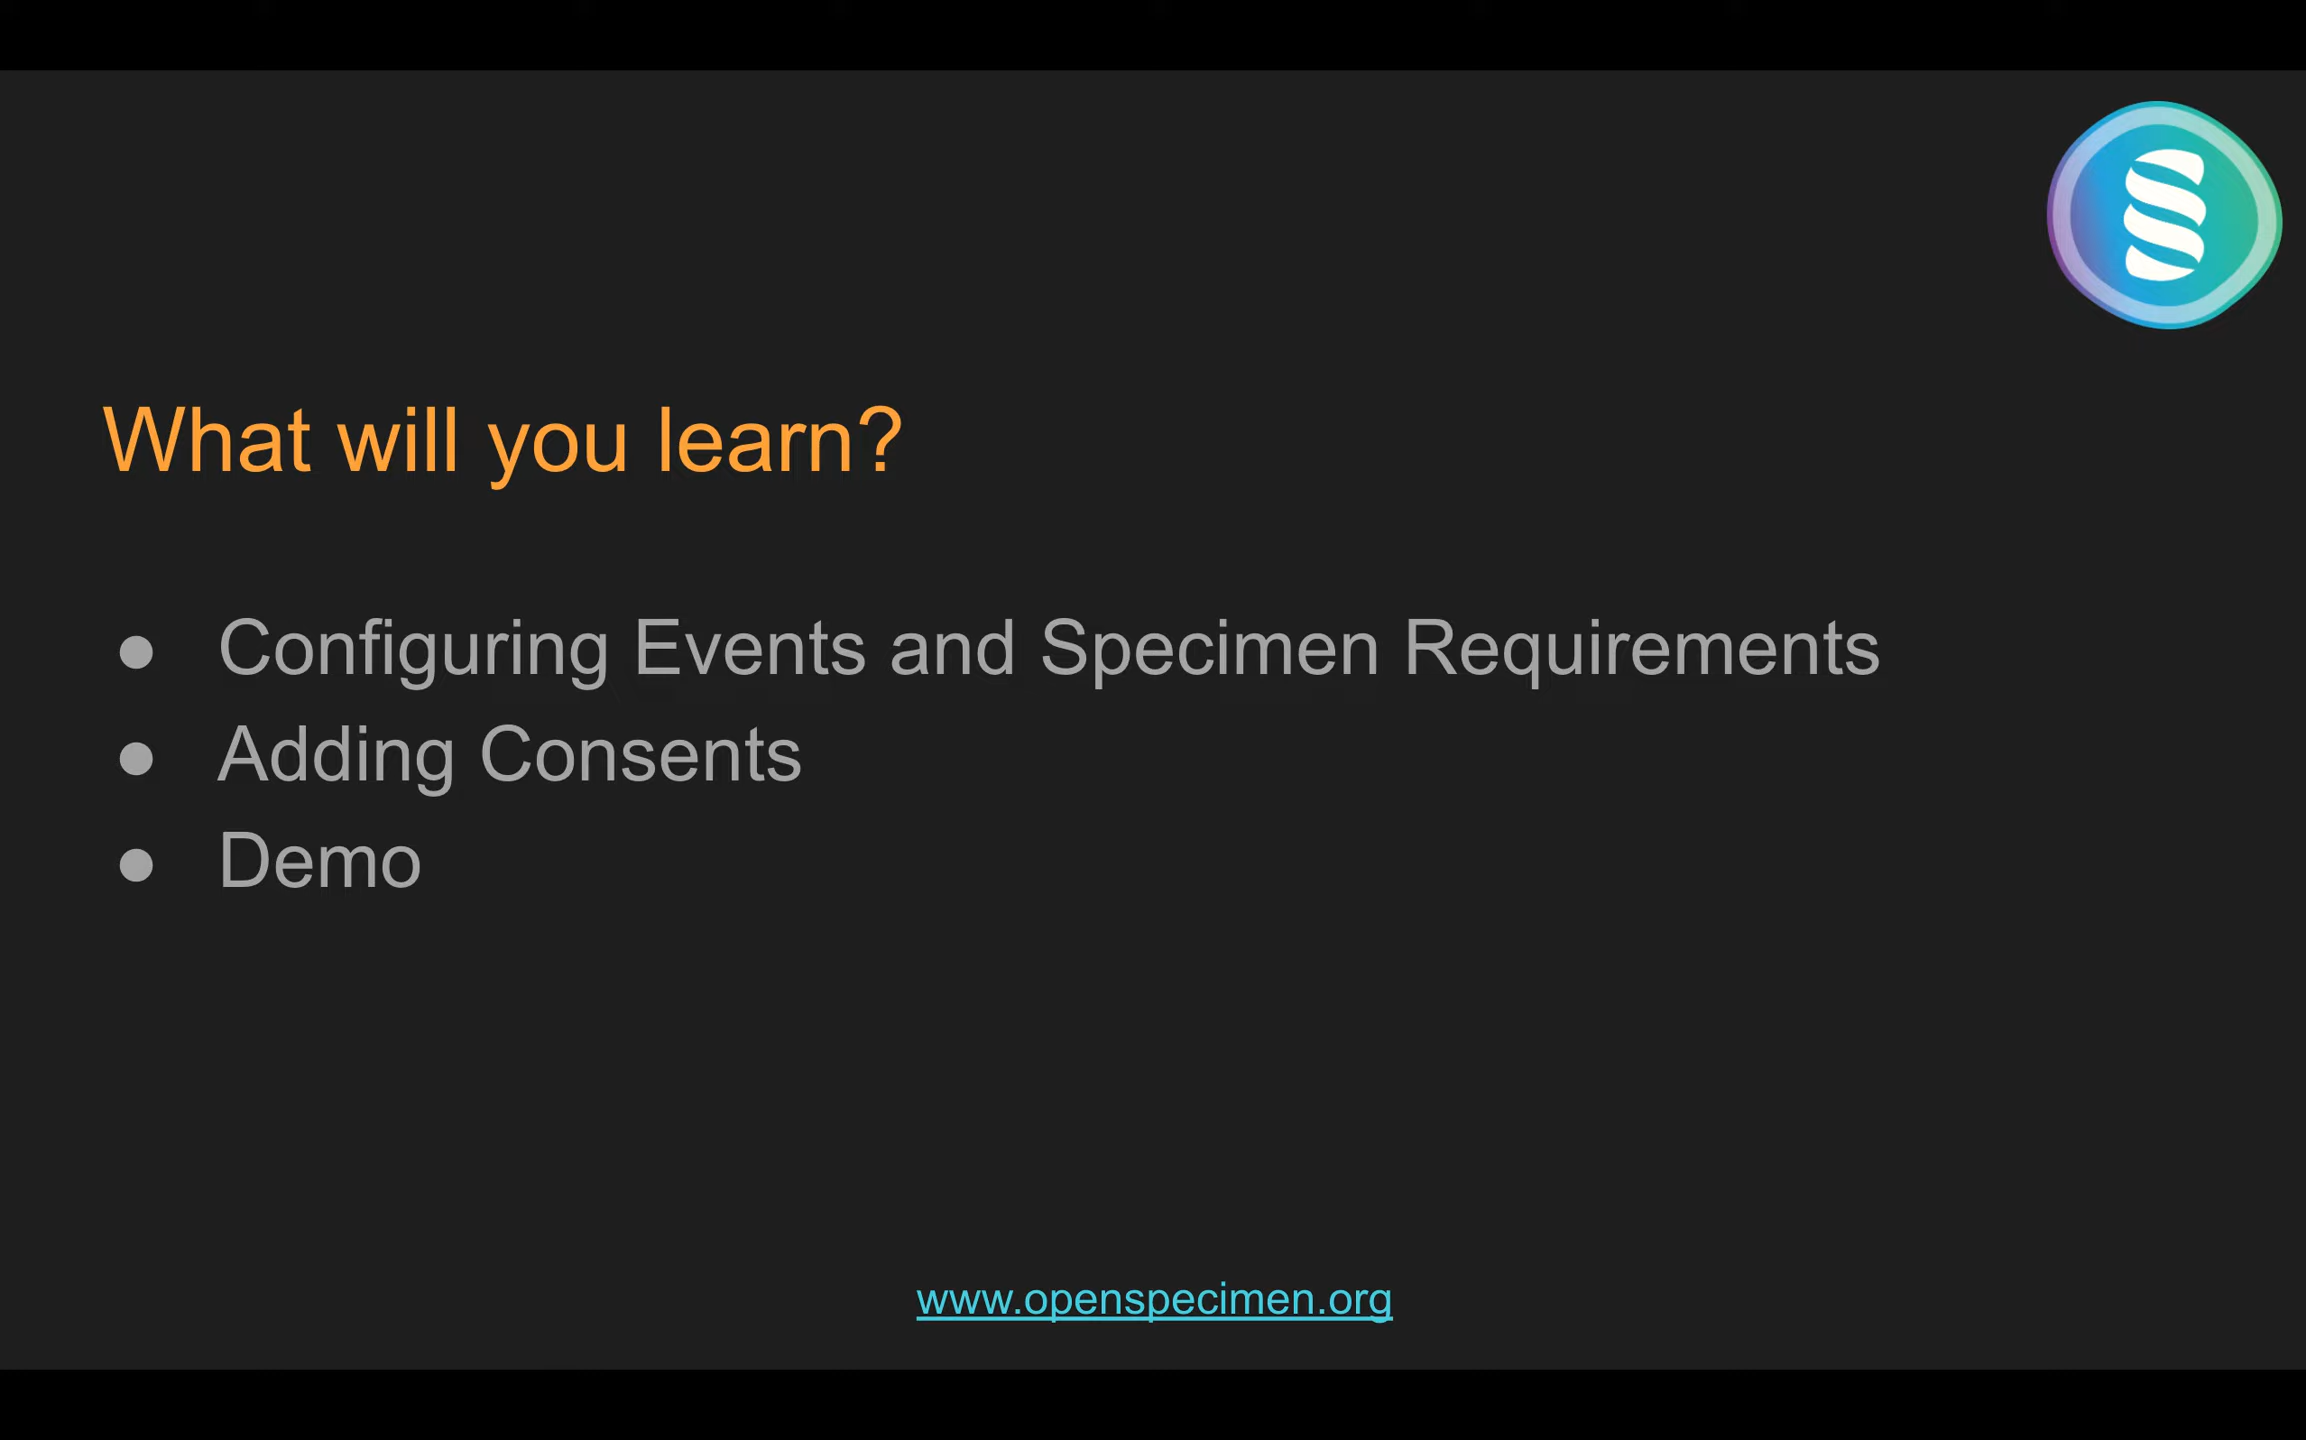 What will you learn?
● Configuring Events and Specimen Requirements
● Adding Consents
● Demo
www.openspecimen.org